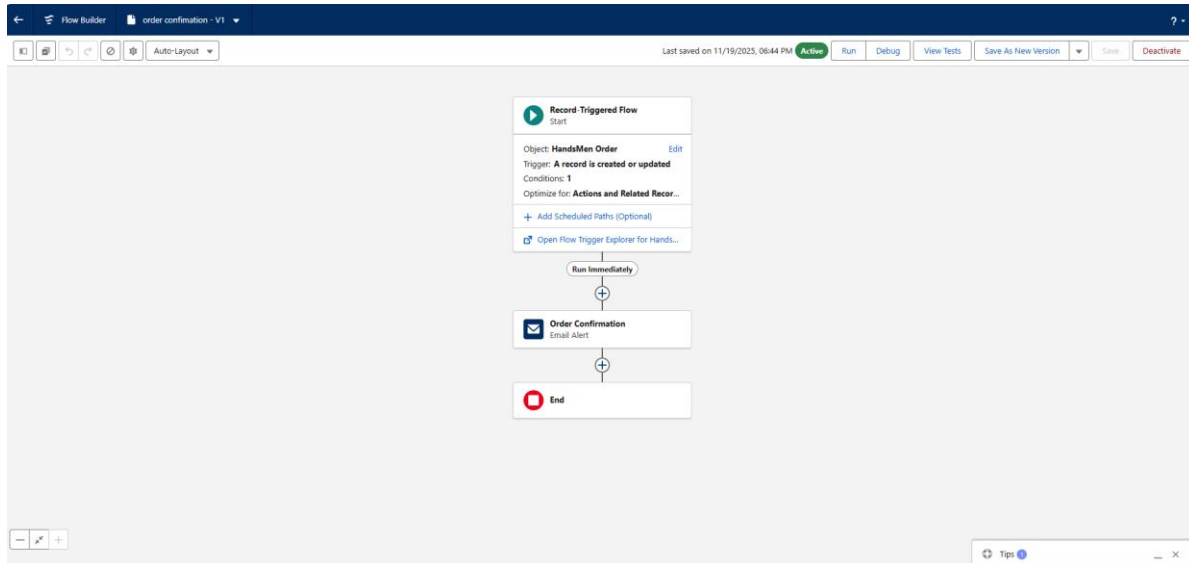 Flow Builder
order confimation - V1
?
Auto-Layout
Last saved on 11/19/2025, 06:44 PM
Active
Run
Debug
View Tests
Save As New Version
Save
Deactivate
Record-Triggered Flow
Start
Object: HandsMen Order
Edit
Trigger: A record is created or updated
Conditions: 1
Optimize for: Actions and Related Recor...
+ Add Scheduled Paths (Optional)
Open Flow Trigger Explorer for Hands...
Run Immediately
Order Confirmation
Email Alert
End
Tips 1